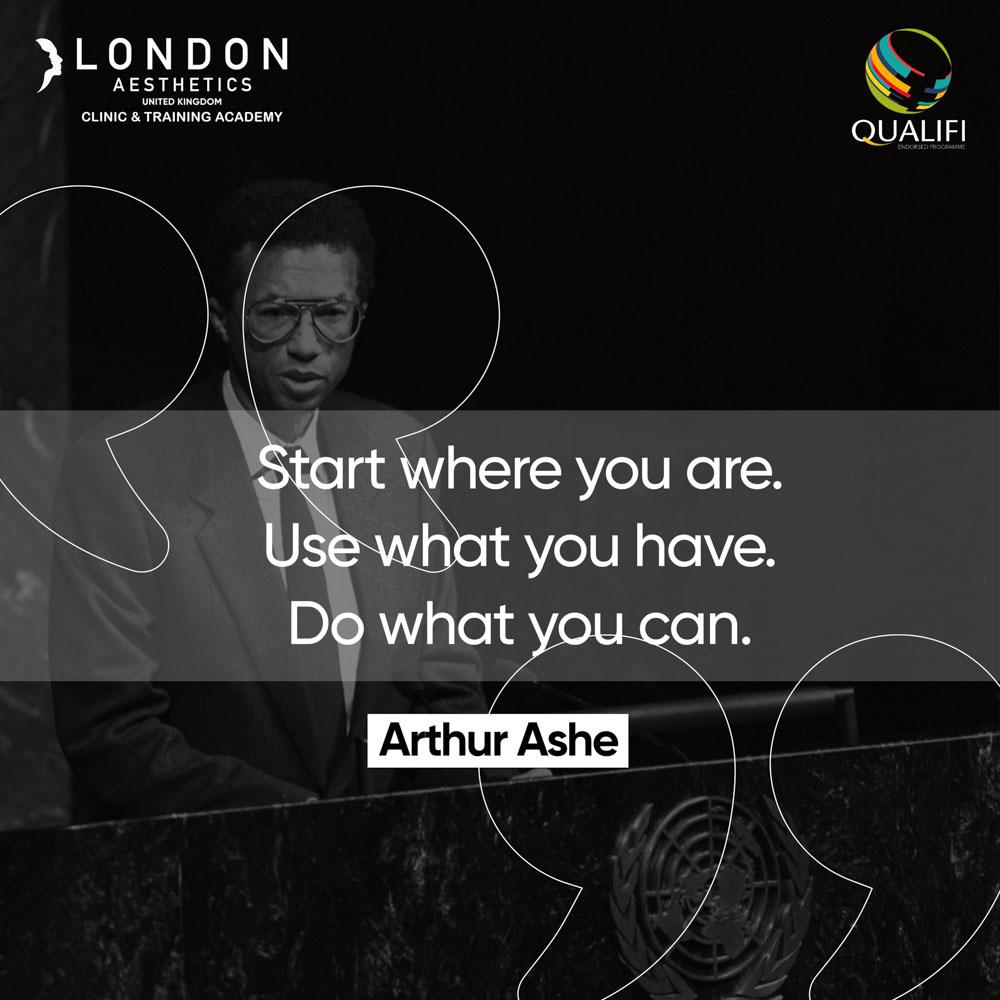 LONDON
AESTHETICS
UNITED KINGDOM
CLINIC & TRAINING ACADEMY
QUALIFI
ENDORSED PROGRAMME
Start where you are.
Use what you have.
Do what you can.
Arthur Ashe